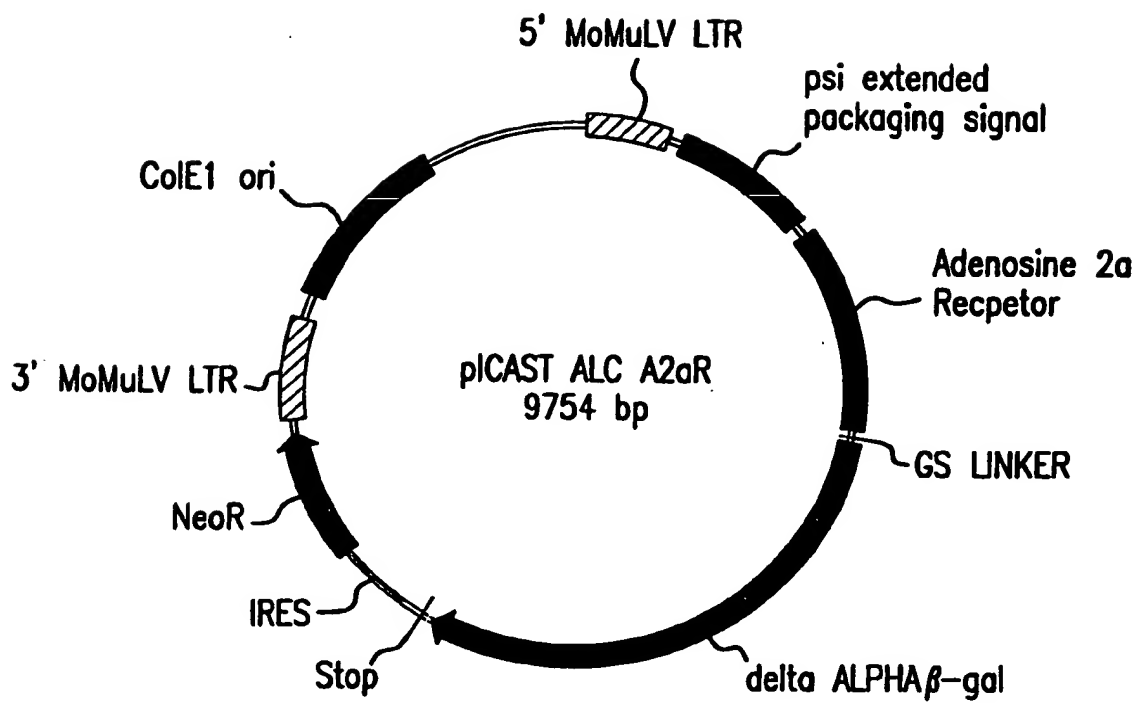 5' MoMuLV LTR
psi extended
packaging signal
ColE1 ori
Adenosine 2a
Recpetor
3' MoMuLV LTR
pICAST ALC A2aR
9754 bp
GS LINKER
NeoR
IRES
Stop
delta ALPHAβ-gal